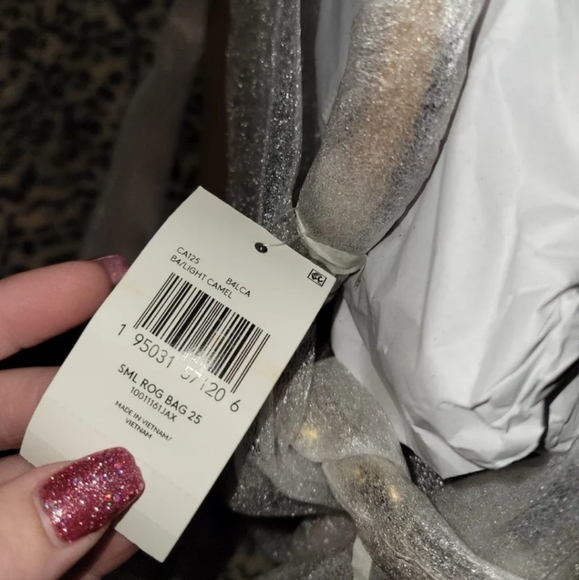 CA125 B4LCA
B4/LIGHT CAMEL
CC
1 95031 57120 6
SML ROG BAG 25
10011161JAX
MADE IN VIETNAM/
VIETNAM